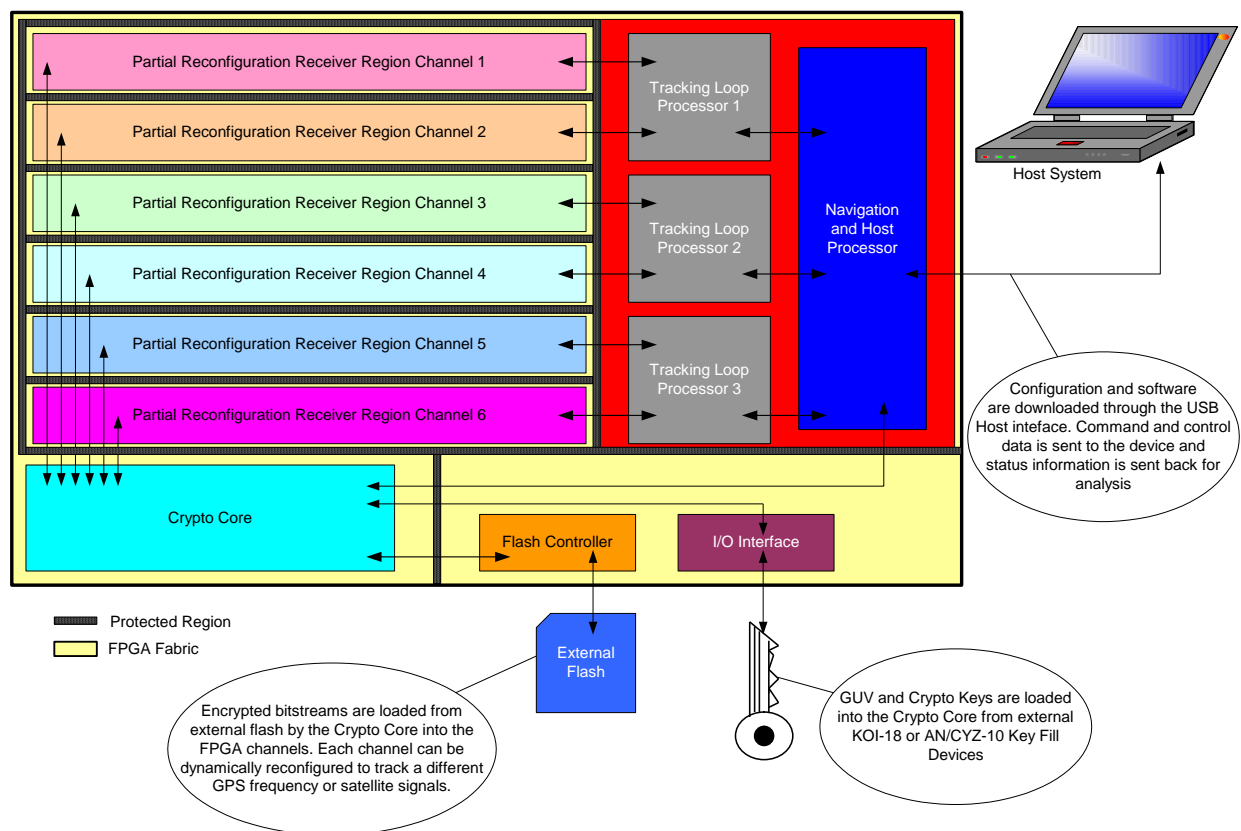 Partial Reconfiguration Receiver Region Channel 1
Partial Reconfiguration Receiver Region Channel 2
Partial Reconfiguration Receiver Region Channel 3
Partial Reconfiguration Receiver Region Channel 4
Partial Reconfiguration Receiver Region Channel 5
Partial Reconfiguration Receiver Region Channel 6
Tracking Loop
Processor 1
Tracking Loop
Processor 2
Tracking Loop
Processor 3
Navigation
and Host
Processor
Host System
Configuration and software
are downloaded through the USB
Host inteface. Command and control
data is sent to the device and
status information is sent back for
analysis
Crypto Core
Flash Controller
I/O Interface
Protected Region
FPGA Fabric
External
Flash
Encrypted bitstreams are loaded from
external flash by the Crypto Core into the
FPGA channels. Each channel can be
dynamically reconfigured to track a different
GPS frequency or satellite signals.
GUV and Crypto Keys are loaded
into the Crypto Core from external
KOI-18 or AN/CYZ-10 Key Fill
Devices